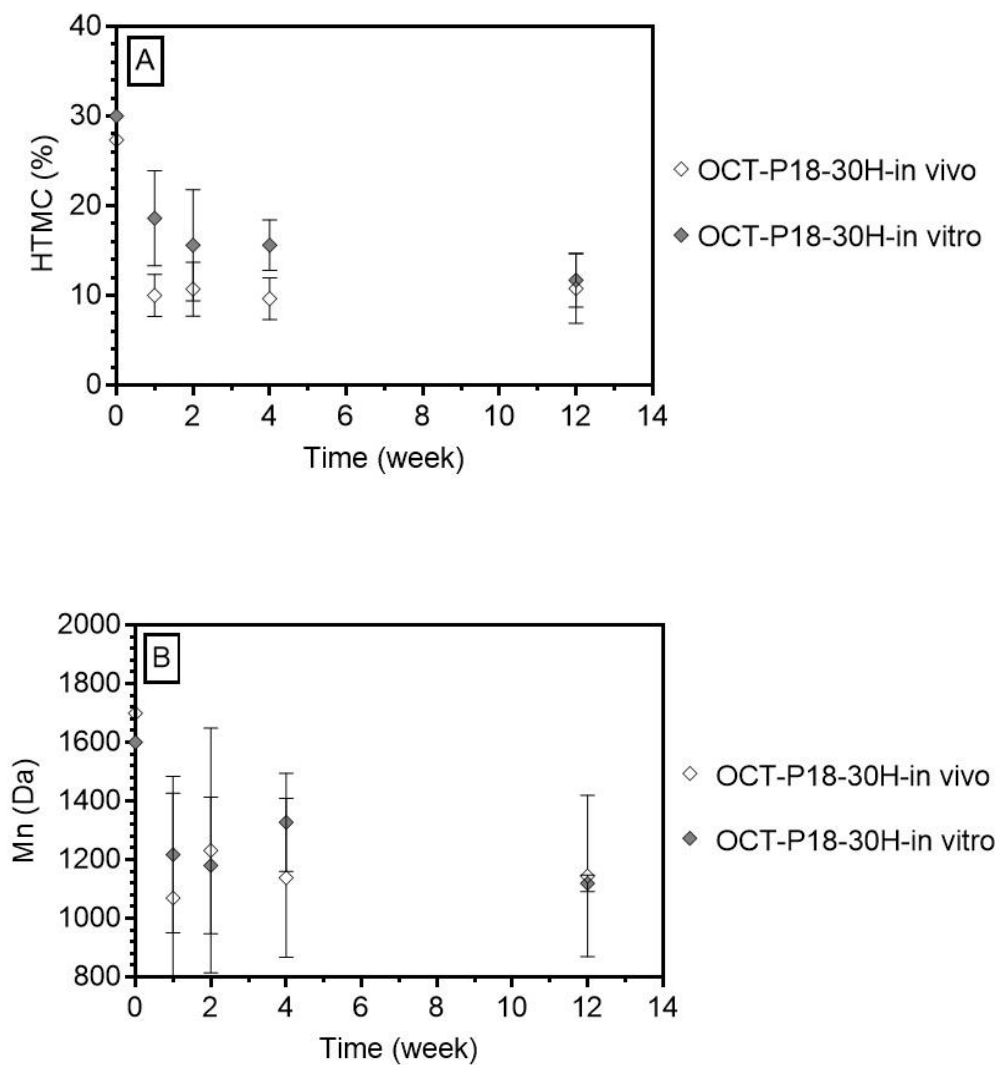 A
40
30
20
10
0
HTMC (%)
0 2 4 6 8 10 12 14
Time (week)
OCT-P18-30H-in vivo
OCT-P18-30H-in vitro
B
2000
1800
1600
1400
1200
1000
800
Mn (Da)
0 2 4 6 8 10 12 14
Time (week)
OCT-P18-30H-in vivo
OCT-P18-30H-in vitro